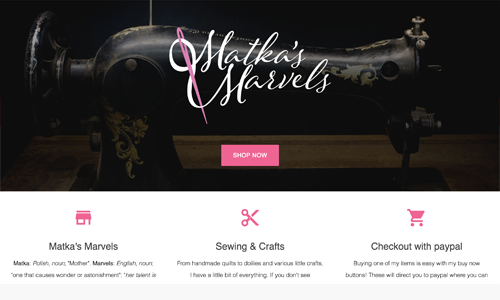 Matka's
Marvels
SHOP NOW
Matka's Marvels
Sewing & Crafts
Checkout with paypal
Matka: Polish, noun; "Mother". Marvels: English, noun;
"one that causes wonder or astonishment": "her talent is
From handmade quilts to doilies and various little crafts.
I have a little bit of everything. If you don't see
Buying one of my items is easy with my buy now
buttons! These will direct you to paypal where you can